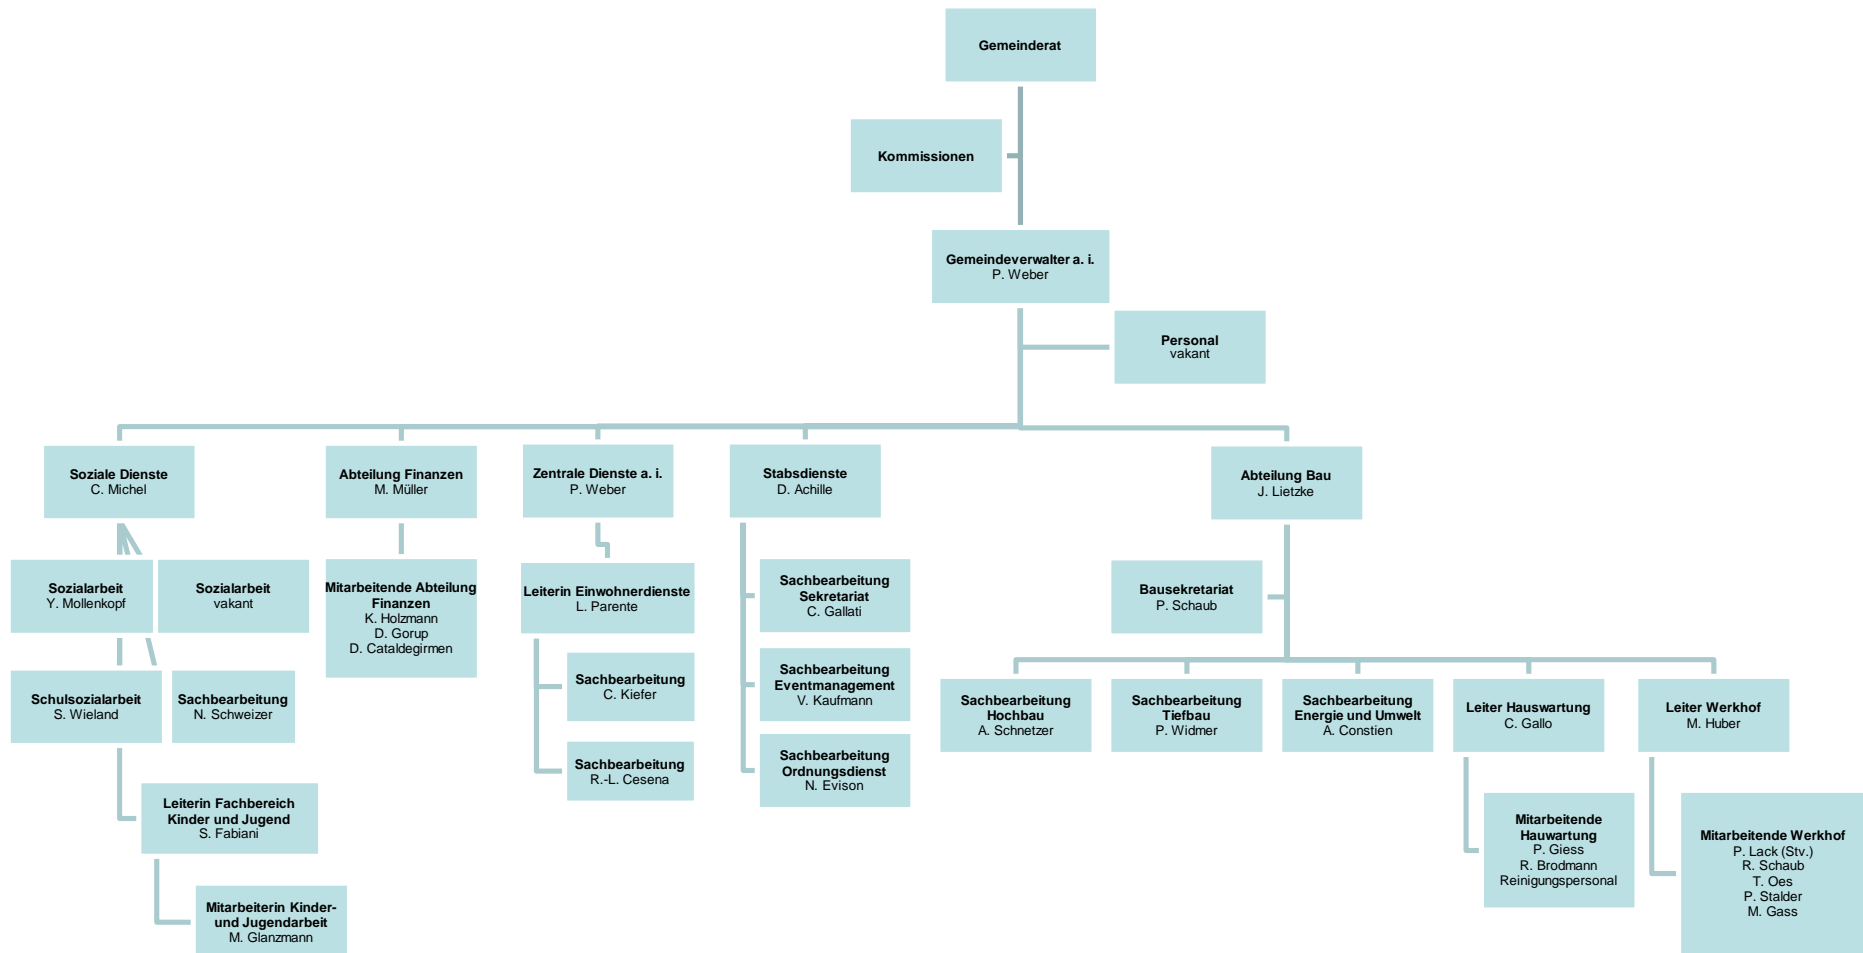 Gemeinderat
Kommissionen
Gemeindeverwalter a. i.
P. Weber
Personal
vakant
Soziale Dienste
C. Michel
Abteilung Finanzen
M. Müller
Zentrale Dienste a. i.
P. Weber
Stabsdienste
D. Achille
Abteilung Bau
J. Lietzke
Sozialarbeit
Y. Mollenkopf
Sozialarbeit
vakant
Schulsozialarbeit
S. Wieland
Sachbearbeitung
N. Schweizer
Leiterin Fachbereich
Kinder und Jugend
S. Fabiani
Mitarbeiterin Kinder-
und Jugendarbeit
M. Glanzmann
Mitarbeitende Abteilung
Finanzen
K. Holzmann
D. Gorup
D. Cataldegirmen
Leiterin Einwohnerdienste
L. Parente
Sachbearbeitung
C. Kiefer
Sachbearbeitung
R.-L. Cesena
Sachbearbeitung
Sekretariat
C. Gallati
Sachbearbeitung
Eventmanagement
V. Kaufmann
Sachbearbeitung
Ordnungsdienst
N. Evison
Bausekretariat
P. Schaub
Sachbearbeitung
Hochbau
A. Schnetzer
Sachbearbeitung
Tiefbau
P. Widmer
Sachbearbeitung
Energie und Umwelt
A. Constien
Leiter Hauswartung
C. Gallo
Leiter Werkhof
M. Huber
Mitarbeitende
Hauwartung
P. Giess
R. Brodmann
Reinigungspersonal
Mitarbeitende Werkhof
P. Lack (Stv.)
R. Schaub
T. Oes
P. Stalder
M. Gass